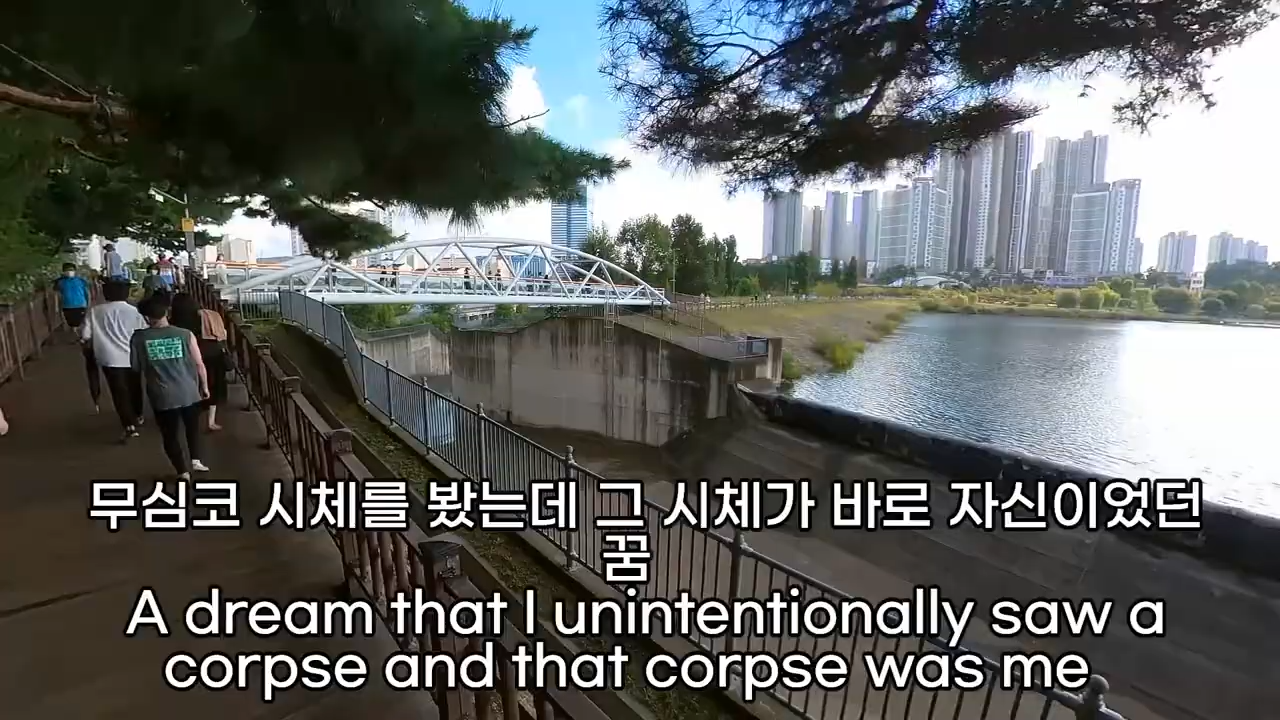 무심코 시체를 봤는데 그 시체가 바로 자신이었던
꿈
A dream that I unintentionally saw a
corpse and that corpse was me